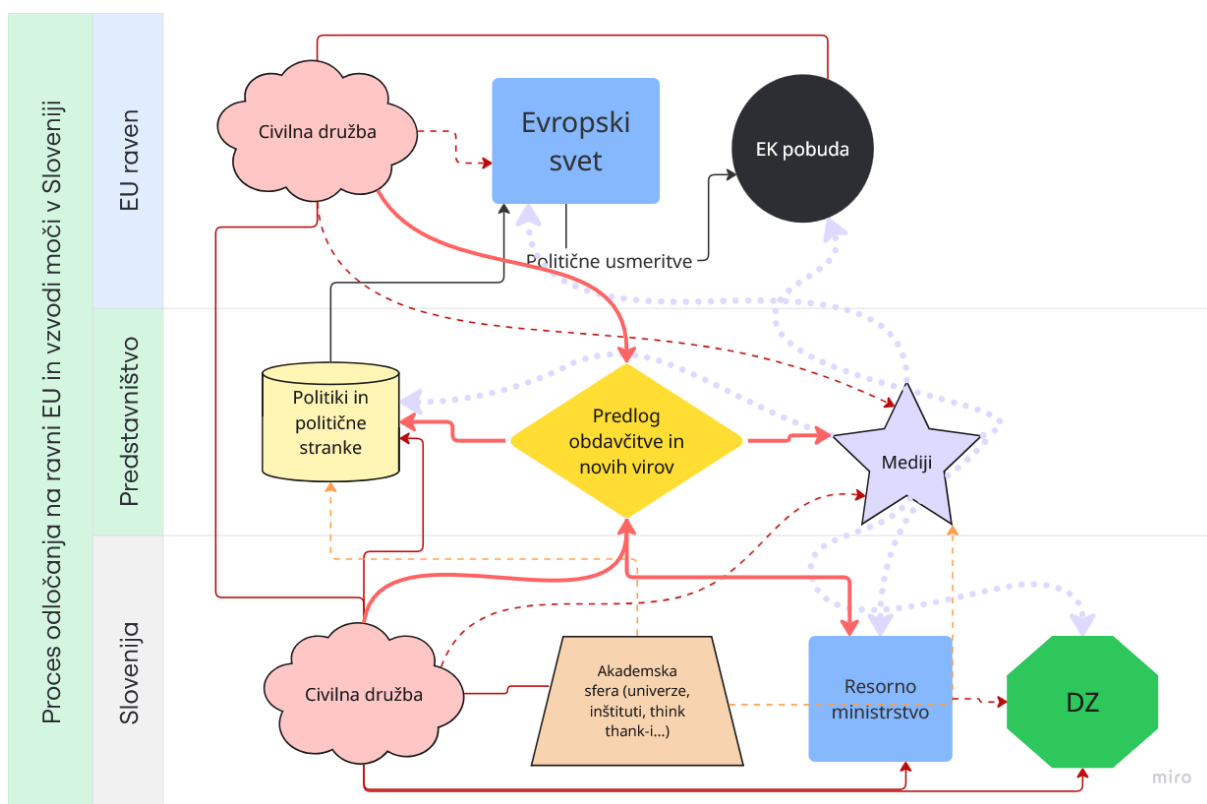 Proces odločanja na ravni EU in vzvodi moči v Sloveniji
EU raven
Civilna družba
Evropski
svet
EK pobuda
Politične usmeritve
Predstavništvo
Politiki in
politične
stranke
Predlog
obdavčitve in
novih virov
Mediji
Slovenija
Civilna družba
Akademska
sfera (univerze,
inštituti, think
thank-i...)
Resorno
ministrstvo
DZ
miro